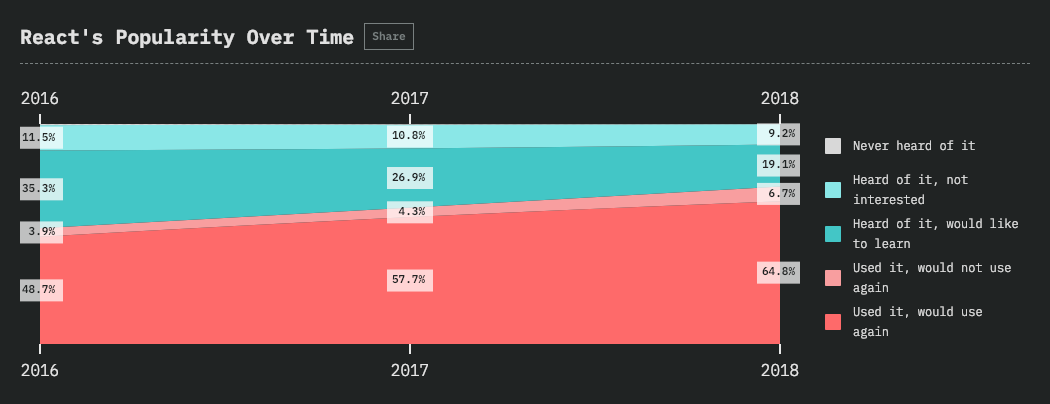 React's Popularity Over Time Share
2016 2017 2018
11.5% 10.8% 9.2%
35.3% 26.9% 19.1%
3.9% 4.3% 6.7%
48.7% 57.7% 64.8%
2016 2017 2018
Never heard of it
Heard of it, not
interested
Heard of it, would like
to learn
Used it, would not use
again
Used it, would use
again